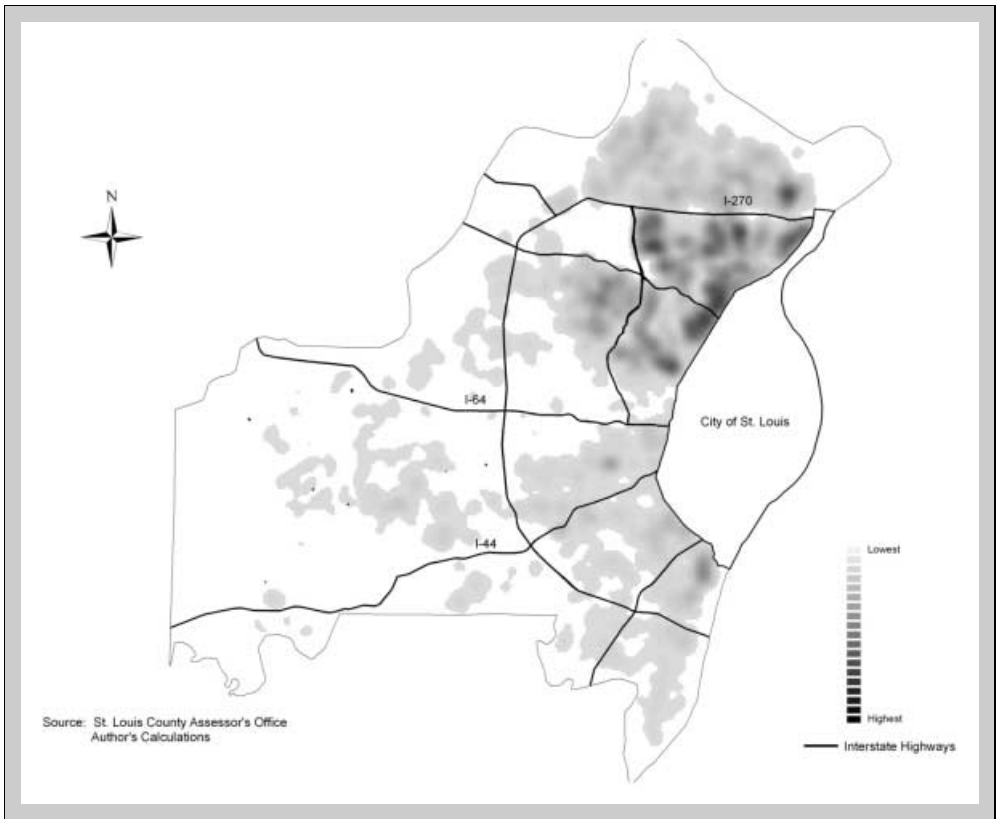 N
I-270
I-64
City of St. Louis
I-44
Lowest
Highest
Source: St. Louis County Assessor's Office
Author's Calculations
Interstate Highways